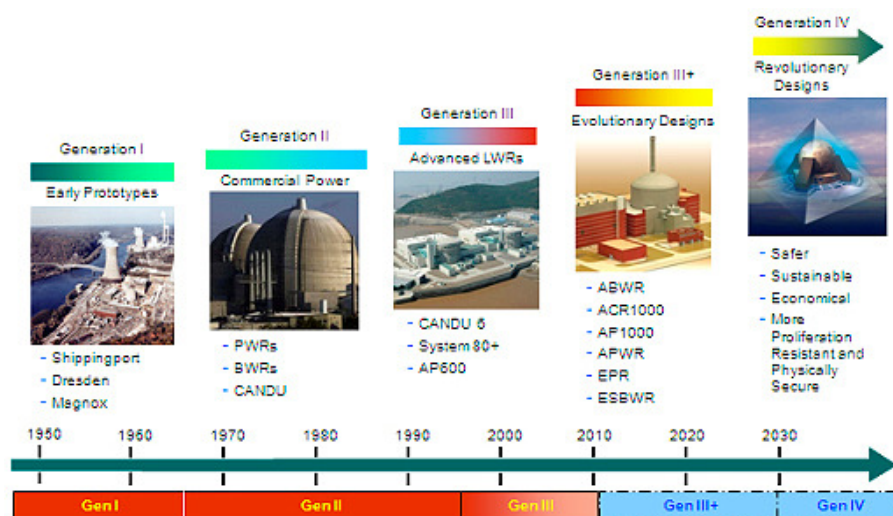 Generation I
Early Prototypes
- Shippingport
- Dresden
- Magnox
Generation II
Commercial Power
- PWRs
- BWRs
- CANDU
Generation III
Advanced LWRs
- CANDU 6
- System 80+
- AP600
Generation III+
Evolutionary Designs
- ABWR
- ACR1000
- AP1000
- APWR
- EPR
- ESBWR
Generation IV
Revolutionary
Designs
- Safer
- Sustainable
- Economical
- More
Proliferation
Resistant and
Physically
Secure
1950 1960 1970 1980 1990 2000 2010 2020 2030
Gen I Gen II Gen III Gen III+ Gen IV